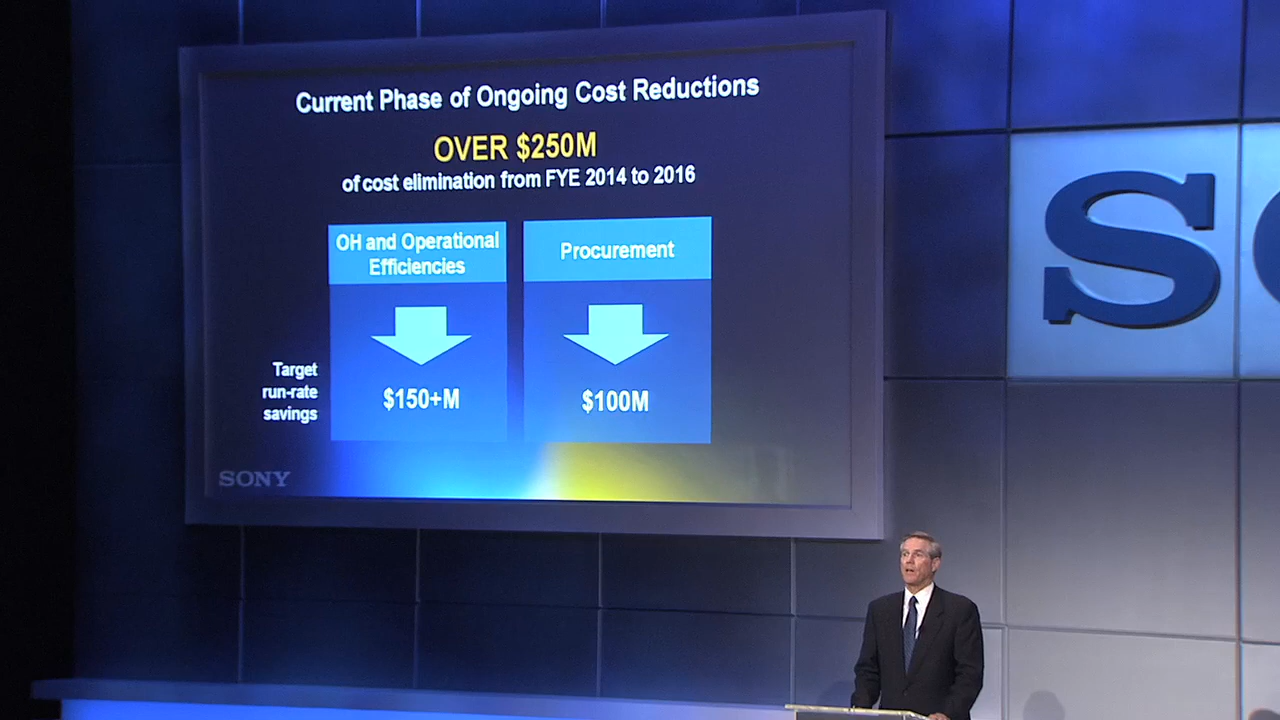 Current Phase of Ongoing Cost Reductions
OVER $250M
of cost elimination from FYE 2014 to 2016
OH and Operational
Efficiencies
Procurement
Target
run-rate
savings
$150+M
$100M
SONY
S